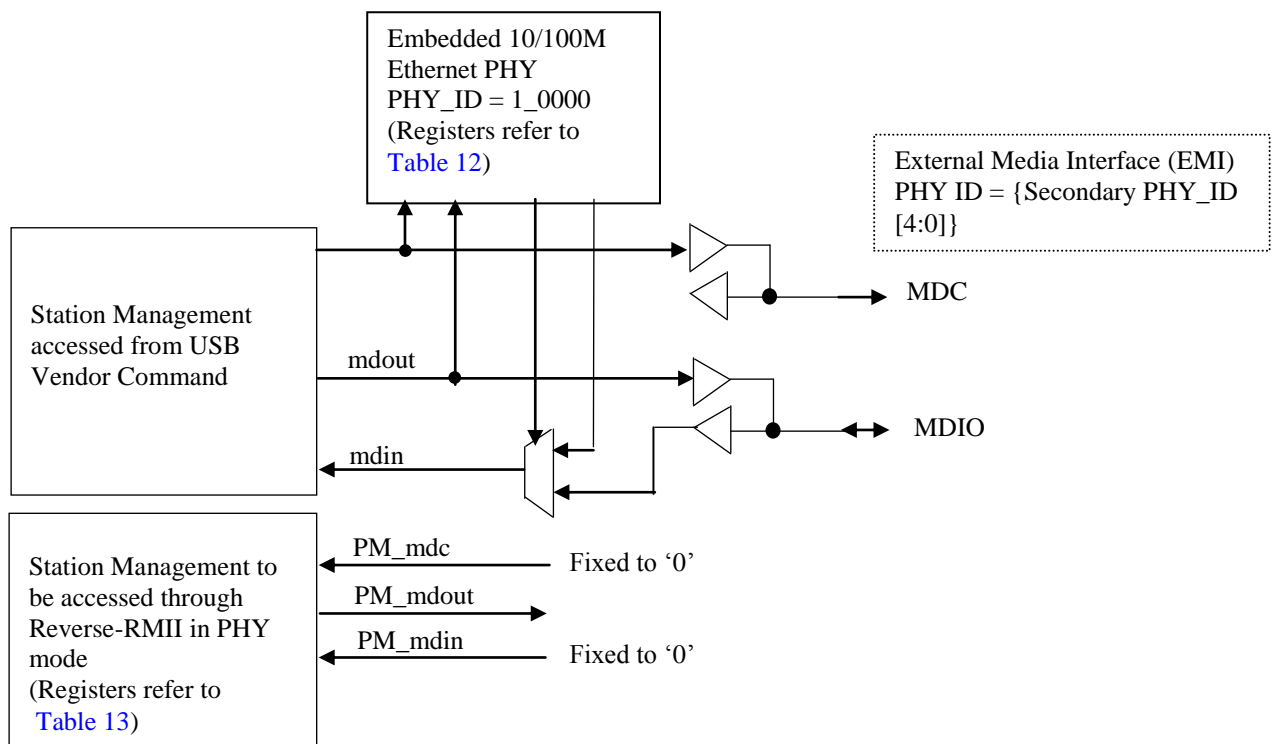 Embedded 10/100M
Ethernet PHY
PHY_ID = 1_0000
(Registers refer to
Table 12)
External Media Interface (EMI)
PHY ID = {Secondary PHY_ID
[4:0]}
Station Management
accessed from USB
Vendor Command
mdout
mdin
MDC
MDIO
Station Management to
be accessed through
Reverse-RMII in PHY
mode
(Registers refer to
Table 13)
PM_mdc
Fixed to ‘0’
PM_mdout
PM_mdin
Fixed to ‘0’